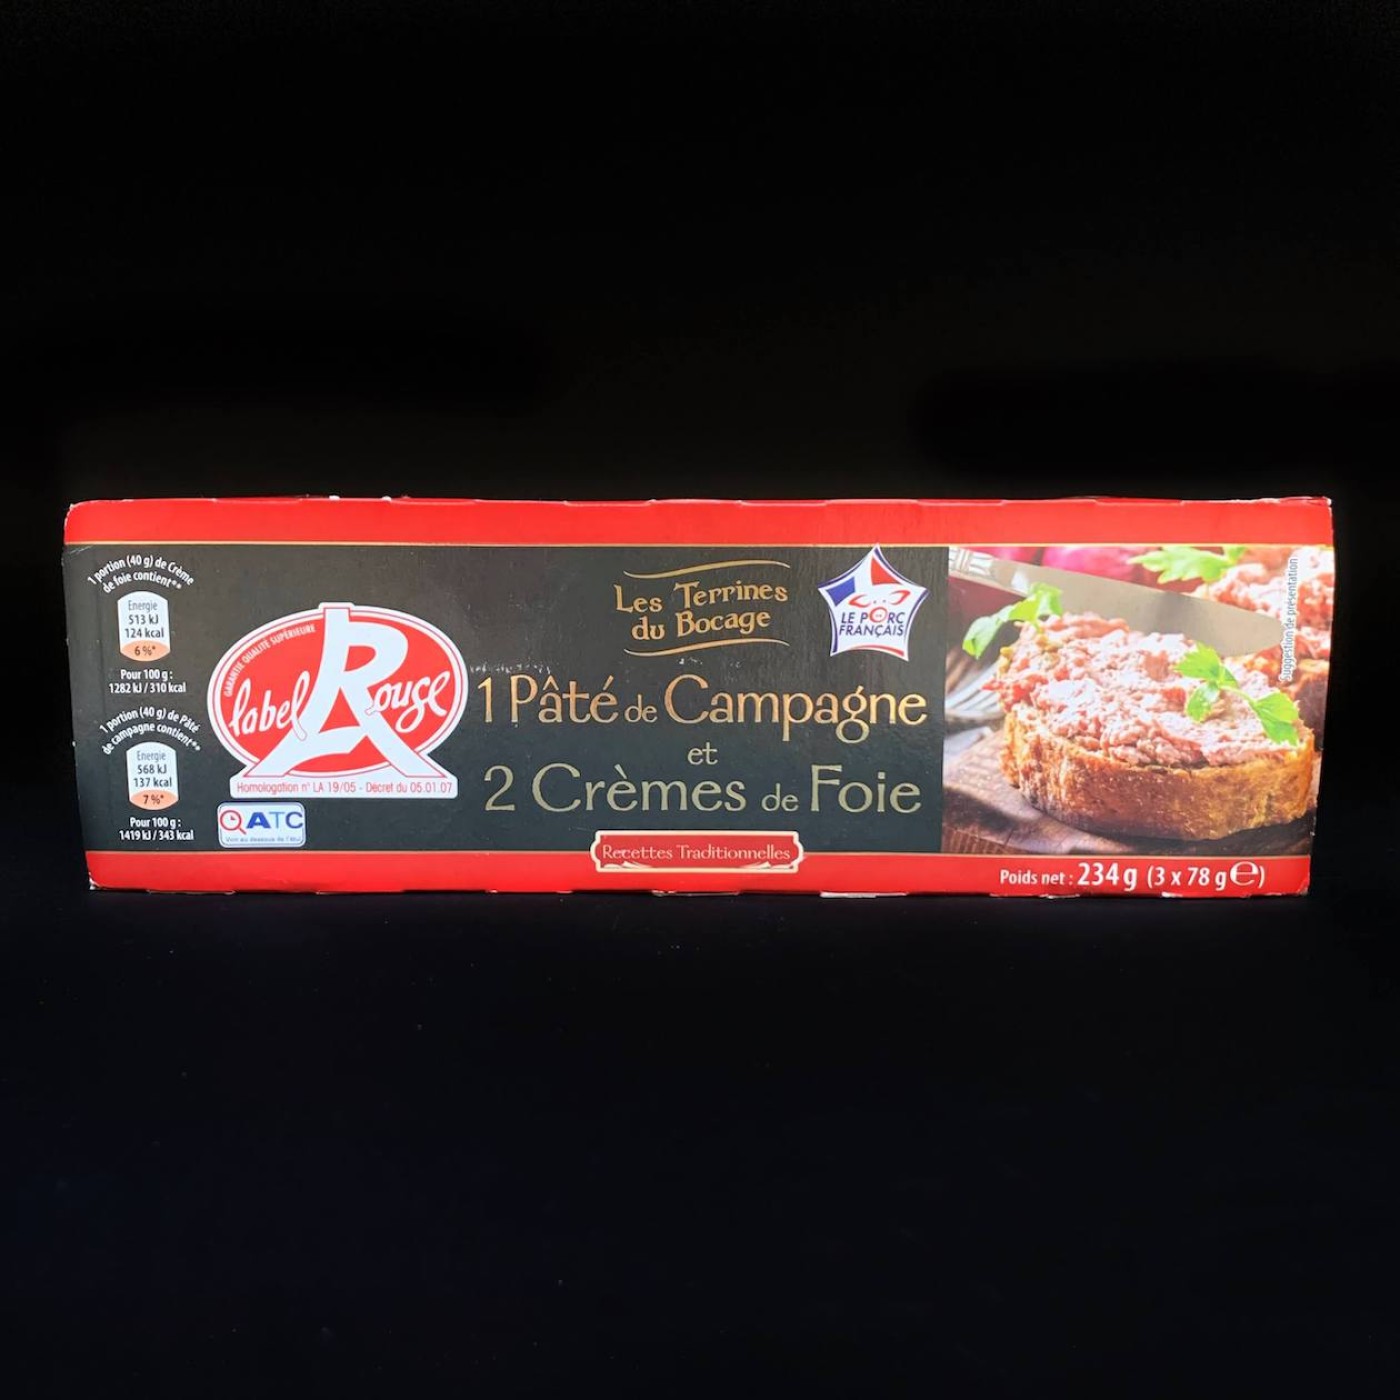 1 portion (40 g) de Crème
de foie contient**
Energie
513 kJ
124 kcal
6 %*
Pour 100 g :
1282 kJ / 310 kcal
1 portion (40 g) de Pâté
de campagne contient**
Energie
568 kJ
137 kcal
7 %*
Pour 100 g :
1419 kJ / 343 kcal
GARANTIE QUALITÉ SUPÉRIEURE
label Rouge
Homologation n° LA 19/05 - Décret du 05.01.07
ATC
Les Terrines
du Bocage
LE PORC
FRANÇAIS
1 Pâté de Campagne
et
2 Crèmes de Foie
Recettes Traditionnelles
Suggestion de présentation
Poids net : 234 g (3 x 78 g ℮)